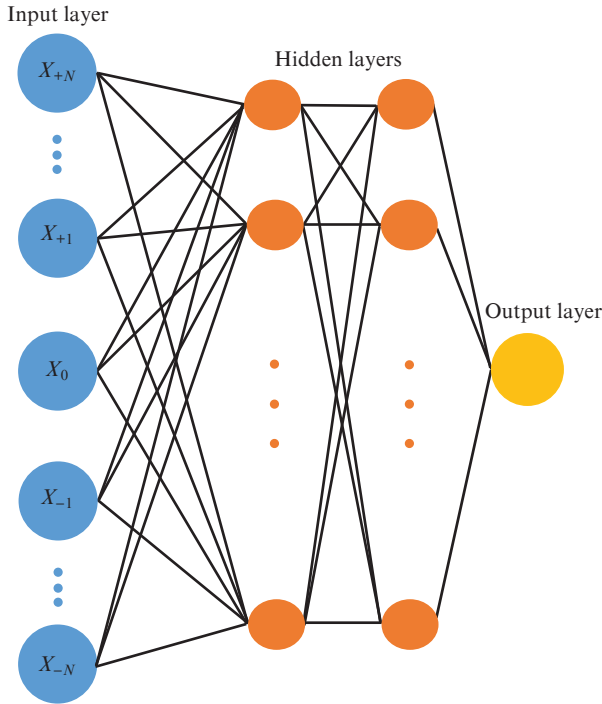 Input layer
Hidden layers
Output layer
X+N
X+1
X0
X−1
X−N